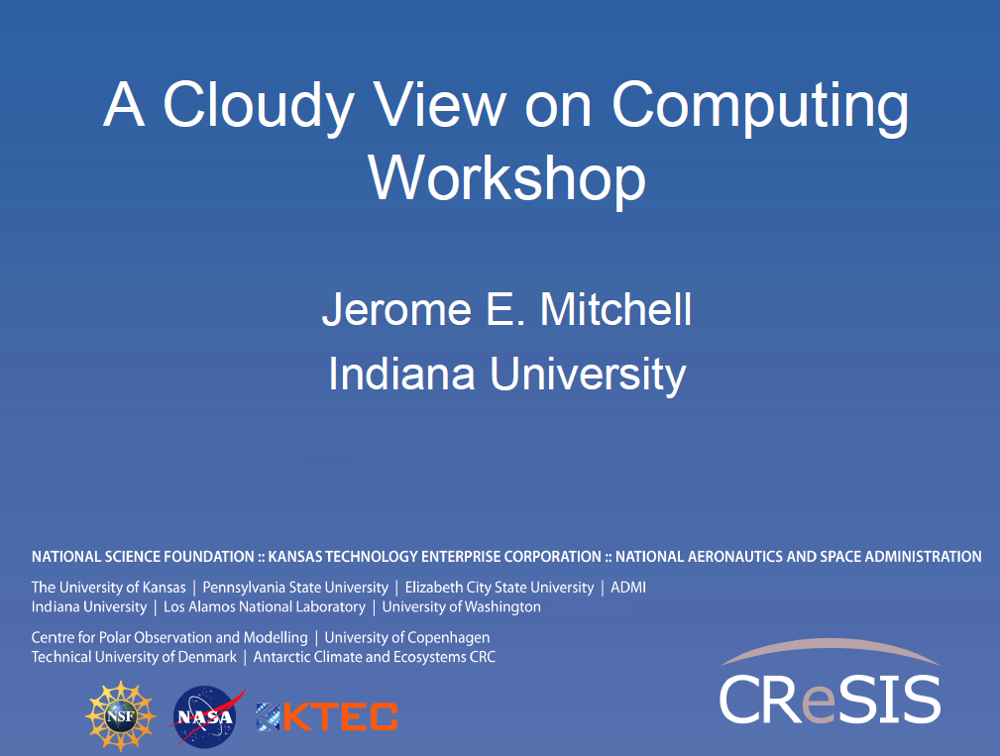 A Cloudy View on Computing
Workshop
Jerome E. Mitchell
Indiana University
NATIONAL SCIENCE FOUNDATION :: KANSAS TECHNOLOGY ENTERPRISE CORPORATION :: NATIONAL AERONAUTICS AND SPACE ADMINISTRATION
The University of Kansas | Pennsylvania State University | Elizabeth City State University | ADMI
Indiana University | Los Alamos National Laboratory | University of Washington
Centre for Polar Observation and Modelling | University of Copenhagen
Technical University of Denmark | Antarctic Climate and Ecosystems CRC
NSF
NASA
KTEC
CReSIS